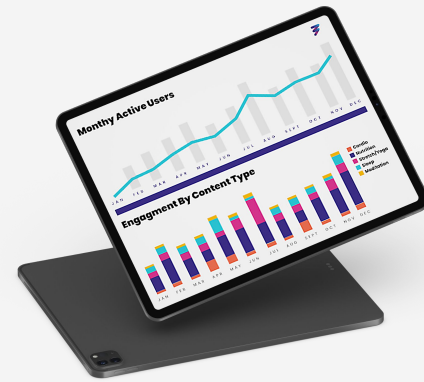 Monthy Active Users
JAN FEB MAR APR MAY JUN JUL AUG SEPT OCT NOV DEC
Engagment By Content Type
Cardio
Nutrition
Stretch/Yoga
Sleep
Meditation
JAN FEB MAR APR MAY JUN JUL AUG SEPT OCT NOV DEC